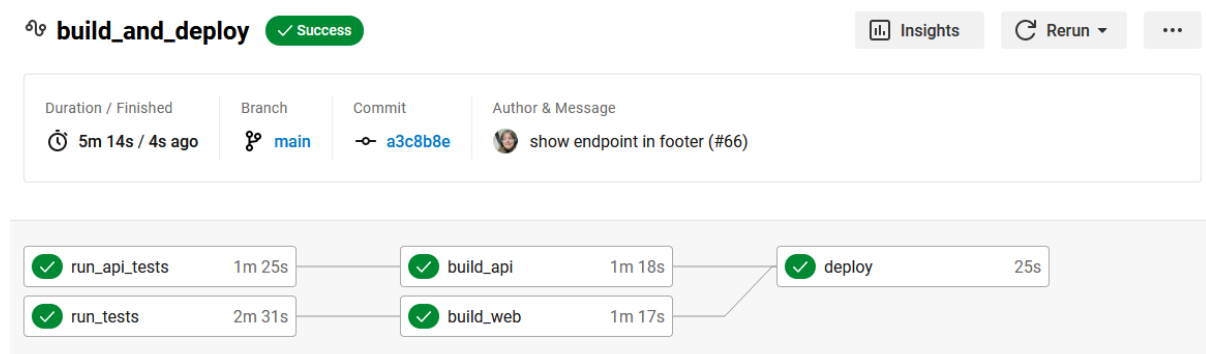 build_and_deploy Success Insights Rerun ...
Duration / Finished Branch Commit Author & Message
5m 14s / 4s ago main a3c8b8e show endpoint in footer (#66)
run_api_tests 1m 25s build_api 1m 18s deploy 25s
run_tests 2m 31s build_web 1m 17s